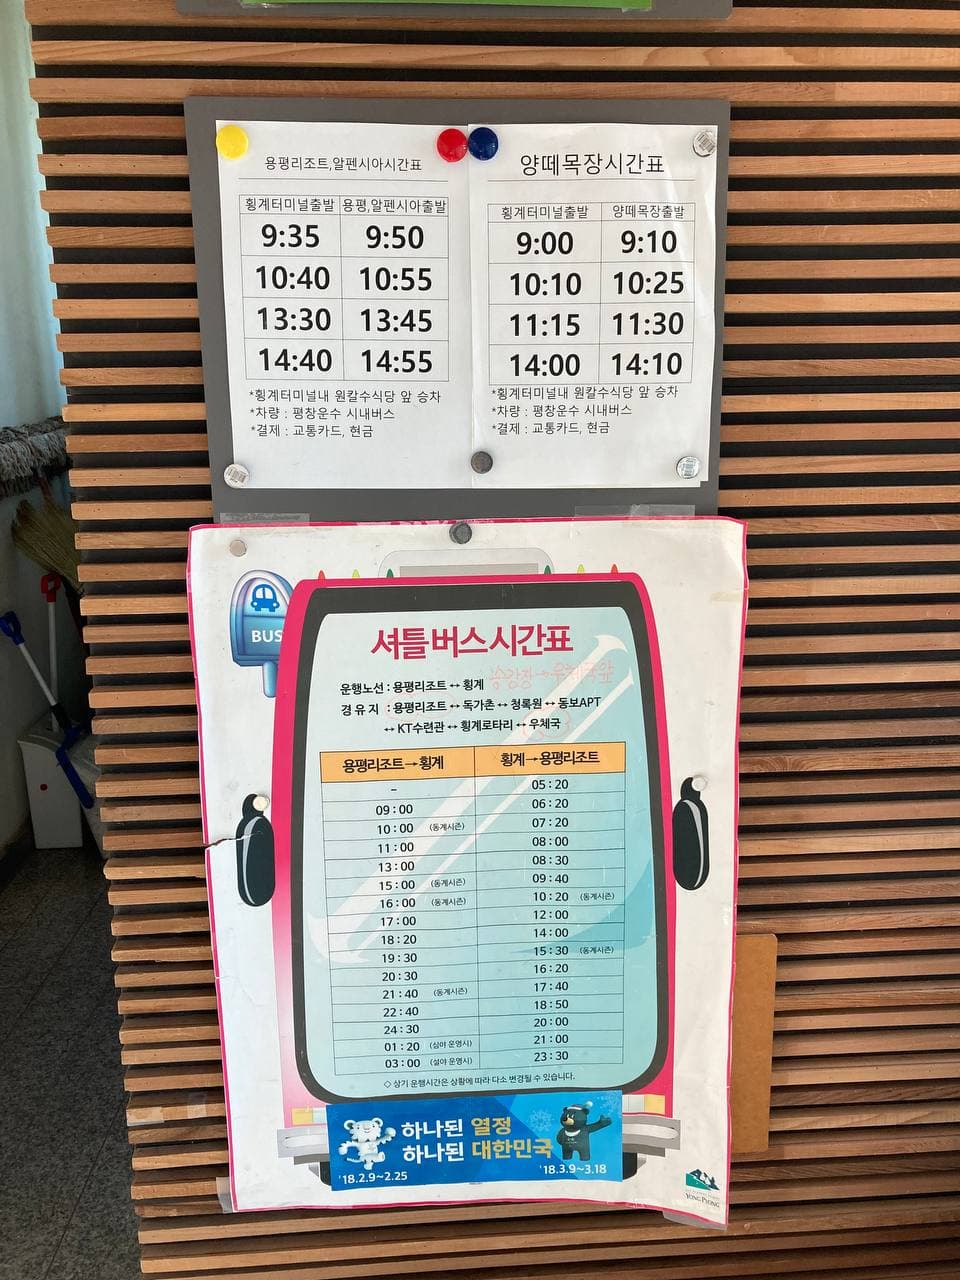 용평리조트,알펜시아시간표
횡계터미널출발 용평,알펜시아출발
9:35 9:50
10:40 10:55
13:30 13:45
14:40 14:55
*횡계터미널내 원칼수식당 앞 승차
*차량 : 평창운수 시내버스
*결제 : 교통카드, 현금
양떼목장시간표
횡계터미널출발 양떼목장출발
9:00 9:10
10:10 10:25
11:15 11:30
14:00 14:10
*횡계터미널내 원칼수식당 앞 승차
*차량 : 평창운수 시내버스
*결제 : 교통카드, 현금
BUS
셔틀버스시간표
승강장→우체국앞
운행노선 : 용평리조트 ↔ 횡계
경 유 지 : 용평리조트 ↔ 독가촌 ↔ 청록원 ↔ 동보APT
↔ KT수련관 ↔ 횡계로타리 ↔ 우체국
용평리조트→횡계 횡계→용평리조트
– 05 : 20
09 : 00 06 : 20
10 : 00 (동계시즌) 07 : 20
11 : 00 08 : 00
13 : 00 08 : 30
15 : 00 (동계시즌) 09 : 40
16 : 00 (동계시즌) 10 : 20 (동계시즌)
17 : 00 12 : 00
18 : 20 14 : 00
19 : 30 15 : 30 (동계시즌)
20 : 30 16 : 20
21 : 40 (동계시즌) 17 : 40
22 : 40 18 : 50
24 : 30 20 : 00
01 : 20 (심야 운영시) 21 : 00
03 : 00 (설야 운영시) 23 : 30
◇ 상기 운행시간은 상황에 따라 다소 변경될 수 있습니다.
하나된 열정
하나된 대한민국
'18.2.9~2.25 '18.3.9~3.18
YONG PYONG